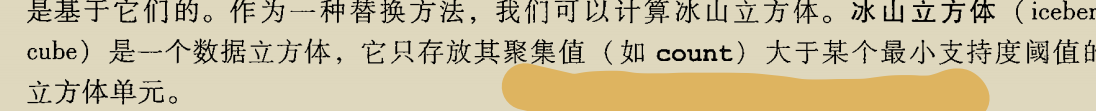 是基于它们的。作为一种替换方法，我们可以计算冰山立方体。冰山立方体（iceber
cube）是一个数据立方体，它只存放其聚集值（如 count）大于某个最小支持度阈值的
立方体单元。